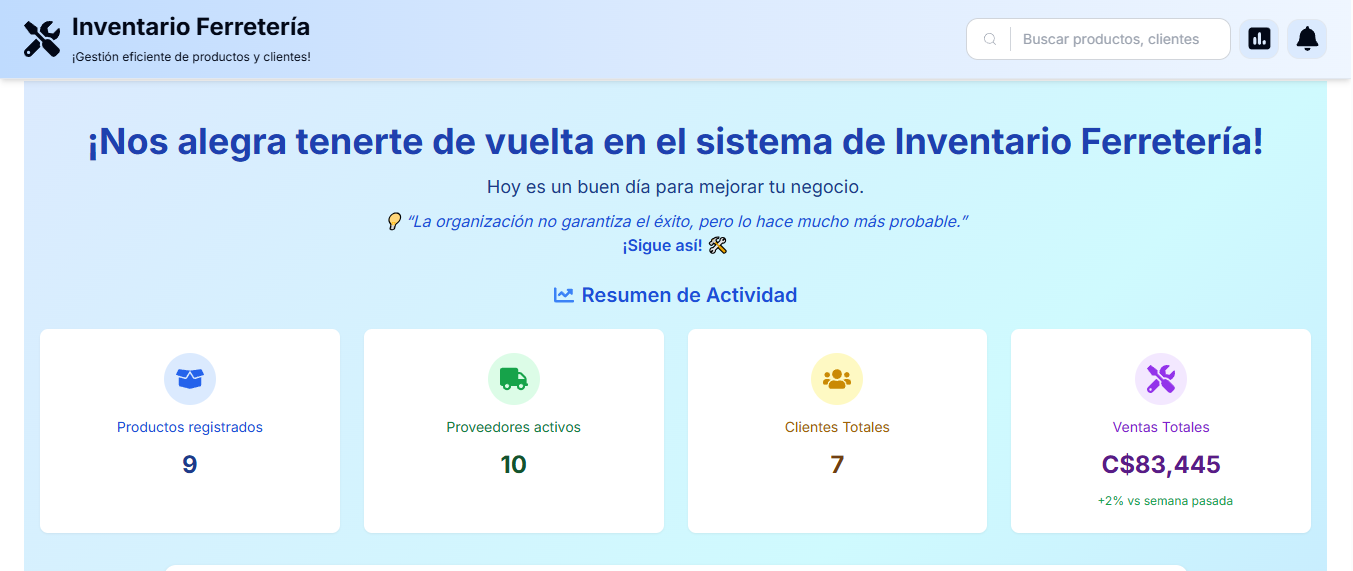 Inventario Ferretería
¡Gestión eficiente de productos y clientes!
Buscar productos, clientes
¡Nos alegra tenerte de vuelta en el sistema de Inventario Ferretería!
Hoy es un buen día para mejorar tu negocio.
“La organización no garantiza el éxito, pero lo hace mucho más probable.”
¡Sigue así! 🛠
Resumen de Actividad
Productos registrados
9
Proveedores activos
10
Clientes Totales
7
Ventas Totales
C$83,445
+2% vs semana pasada